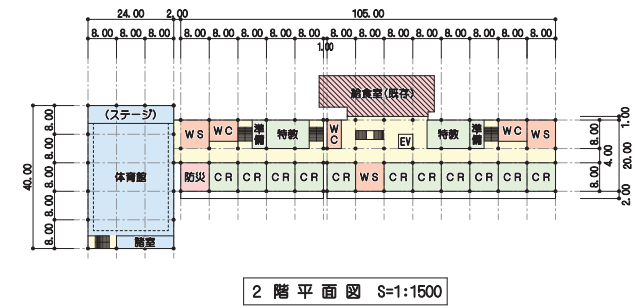 24.00 2.00 105.00
8.00 8.00 8.00 8.00 8.00 8.00 8.00 8.00 8.00 8.00 8.00 8.00 8.00 8.00 8.00 8.00
1.00
給食室(既存)
(ステージ)
WS WC 準備 特教 WC EV 特教 準備 WC WS
体育館
防災 CR CR CR CR CR WS CR CR CR CR CR CR
諸室
40.00
8.00 8.00 8.00 8.00 8.00
8.00 4.00 8.00
1.00 20.00 2.00
2 階 平 面 図 S=1:1500